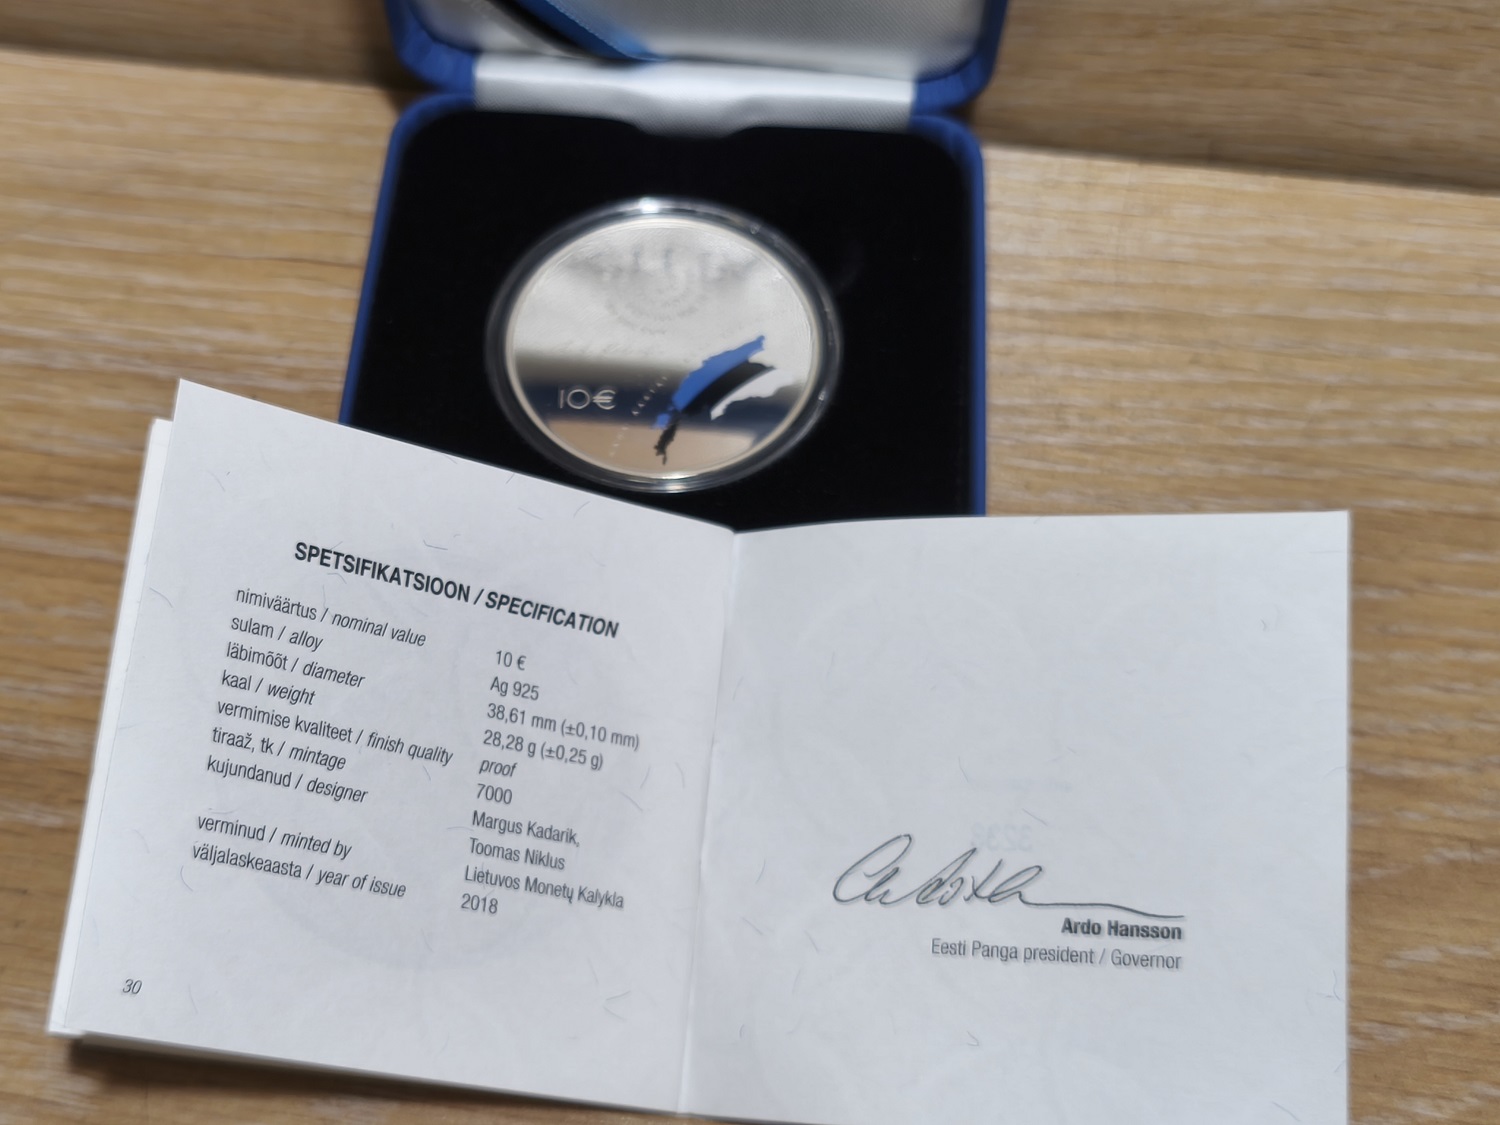 10€
SPETSIFIKATSIOON / SPECIFICATION
nimiväärtus / nominal value 10 €
sulam / alloy Ag 925
läbimõõt / diameter 38,61 mm (±0,10 mm)
kaal / weight 28,28 g (±0,25 g)
vermimise kvaliteet / finish quality proof
tiraaž, tk / mintage 7000
kujundanud / designer Margus Kadarik,
Toomas Niklus
verminud / minted by Lietuvos Monetų Kalykla
väljalaskeaasta / year of issue 2018
30
Ardo Hansson
Eesti Panga president / Governor